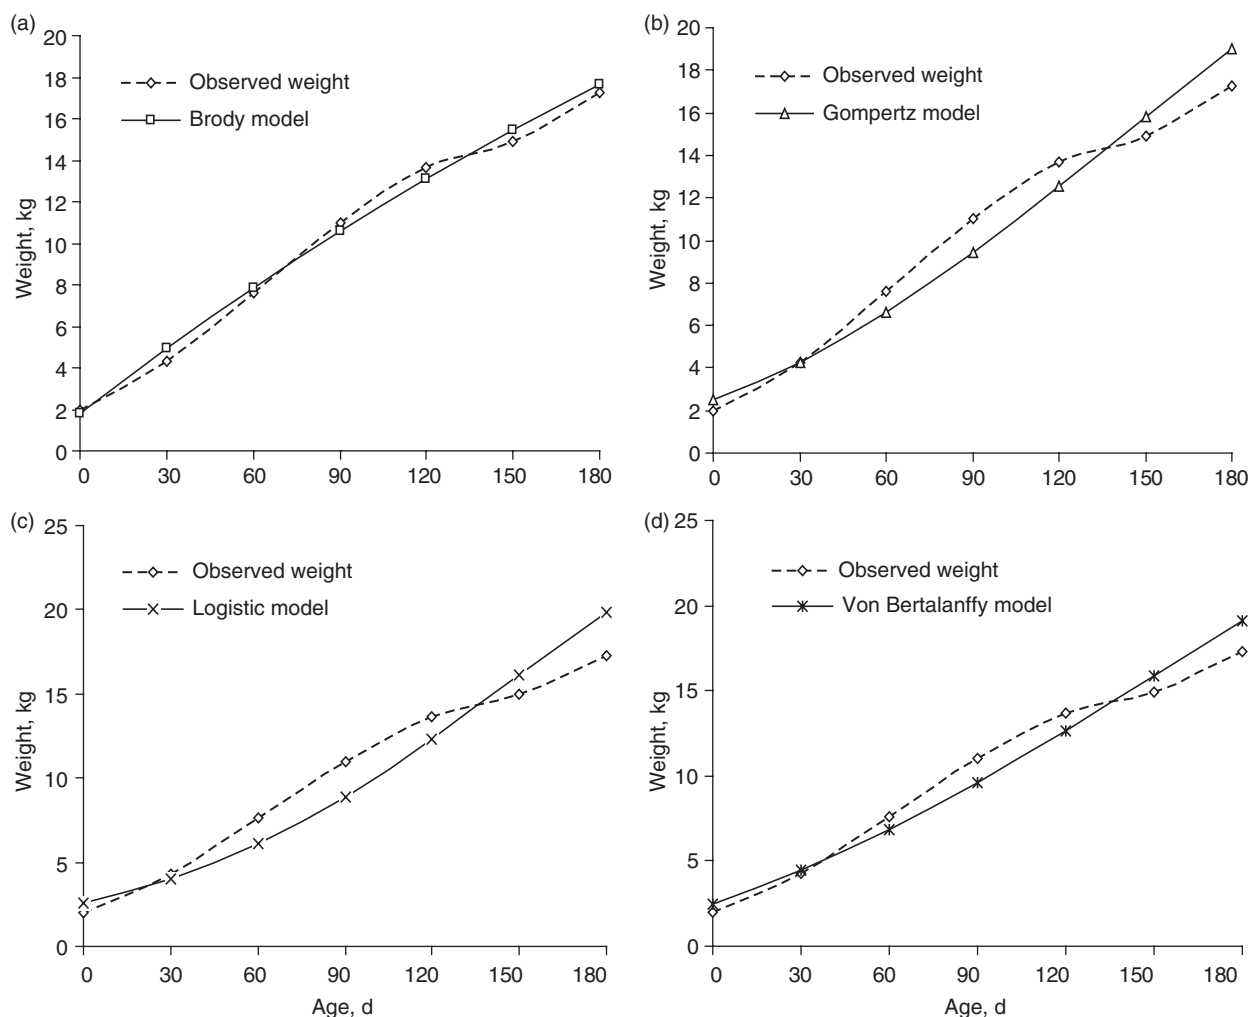 (a)
Weight, kg
20
18
16
14
12
10
8
6
4
2
0
Observed weight
Brody model
0 30 60 90 120 150 180
(b)
Weight, kg
20
18
16
14
12
10
8
6
4
2
0
Observed weight
Gompertz model
0 30 60 90 120 150 180
(c)
Weight, kg
25
20
15
10
5
0
Observed weight
Logistic model
0 30 60 90 120 150 180
Age, d
(d)
Weight, kg
25
20
15
10
5
0
Observed weight
Von Bertalanffy model
0 30 60 90 120 150 180
Age, d